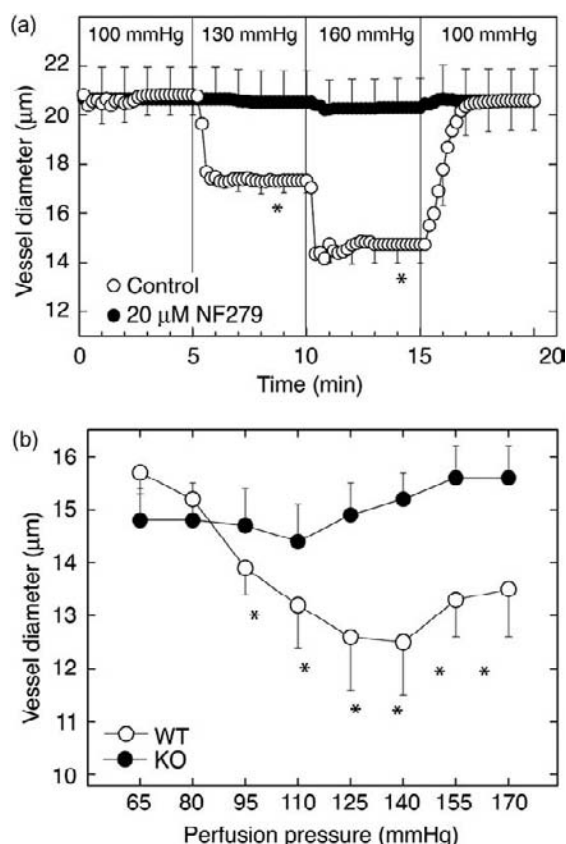 (a)
100 mmHg 130 mmHg 160 mmHg 100 mmHg
22
20
18
16
14
12
Vessel diameter (µm)
*
*
Control
20 µM NF279
0 5 10 15 20
Time (min)
(b)
16
15
14
13
12
11
10
Vessel diameter (µm)
* * * * * *
WT
KO
65 80 95 110 125 140 155 170
Perfusion pressure (mmHg)